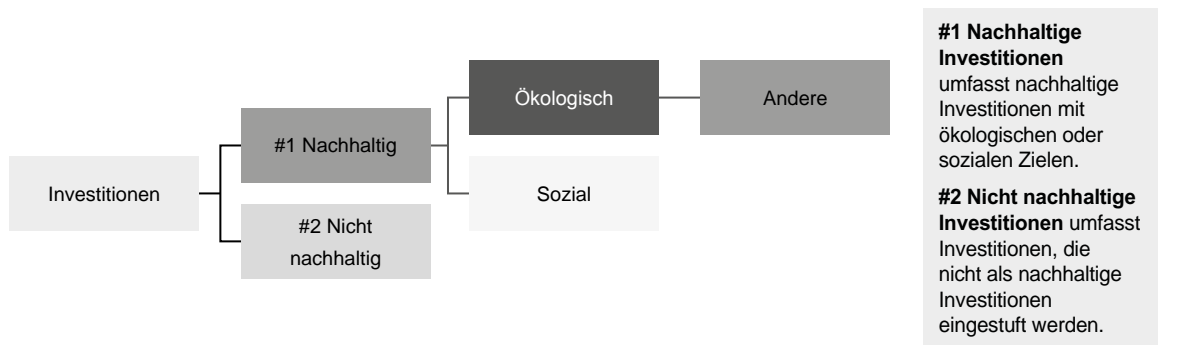 Investitionen
#1 Nachhaltig
#2 Nicht
nachhaltig
Ökologisch
Sozial
Andere
#1 Nachhaltige
Investitionen
umfasst nachhaltige
Investitionen mit
ökologischen oder
sozialen Zielen.
#2 Nicht nachhaltige
Investitionen umfasst
Investitionen, die
nicht als nachhaltige
Investitionen
eingestuft werden.